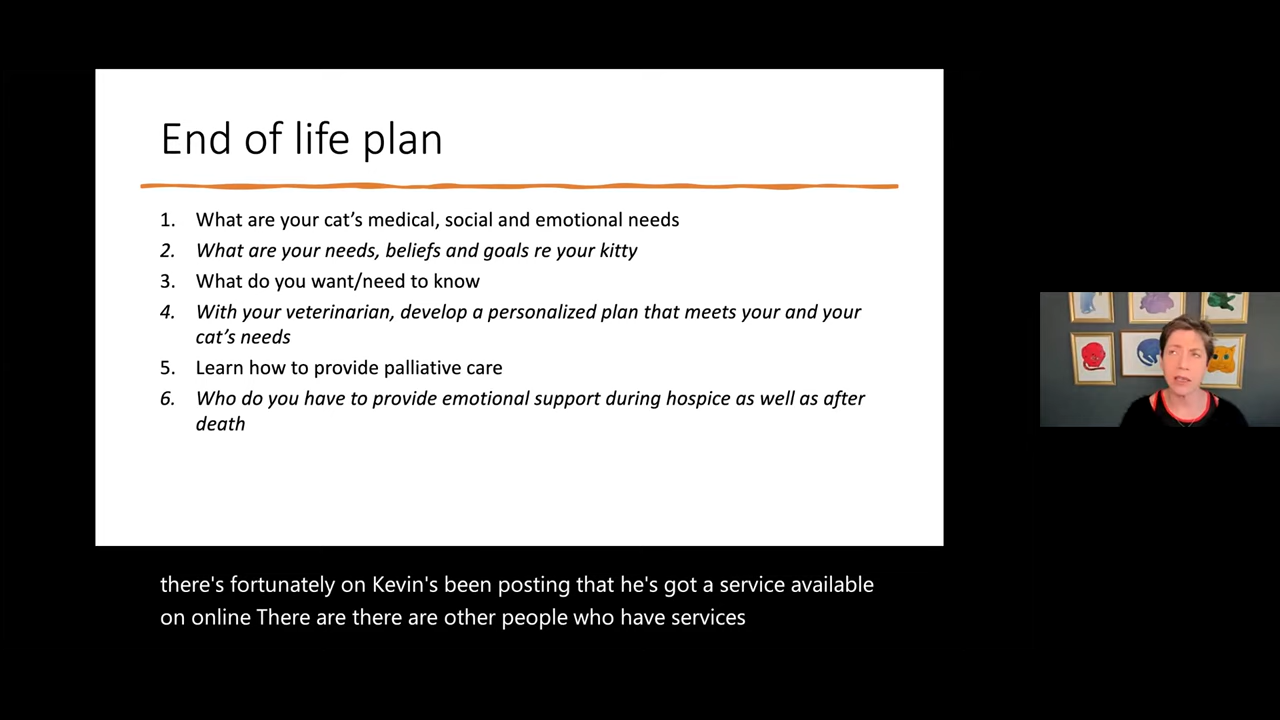 End of life plan
1. What are your cat's medical, social and emotional needs
2. What are your needs, beliefs and goals re your kitty
3. What do you want/need to know
4. With your veterinarian, develop a personalized plan that meets your and your
cat's needs
5. Learn how to provide palliative care
6. Who do you have to provide emotional support during hospice as well as after
death
there's fortunately on Kevin's been posting that he's got a service available
on online There are there are other people who have services